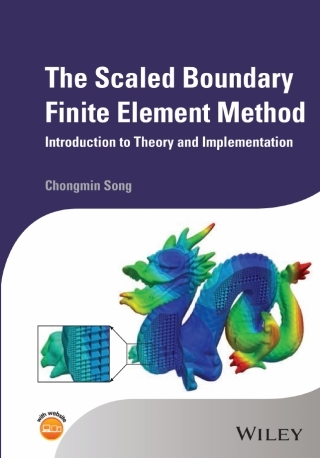 The Scaled Boundary
Finite Element Method
Introduction to Theory and Implementation
Chongmin Song
with website
WILEY